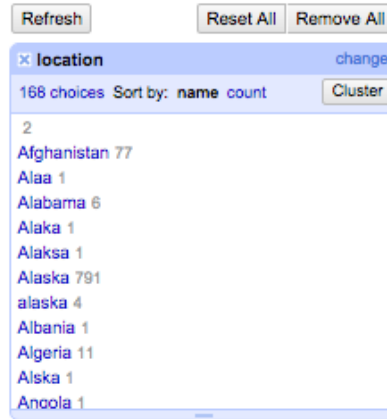 Refresh Reset All Remove All
location change
168 choices Sort by: name count Cluster
2
Afghanistan 77
Alaa 1
Alabama 6
Alaka 1
Alaksa 1
Alaska 791
alaska 4
Albania 1
Algeria 11
Alska 1
Angola 1